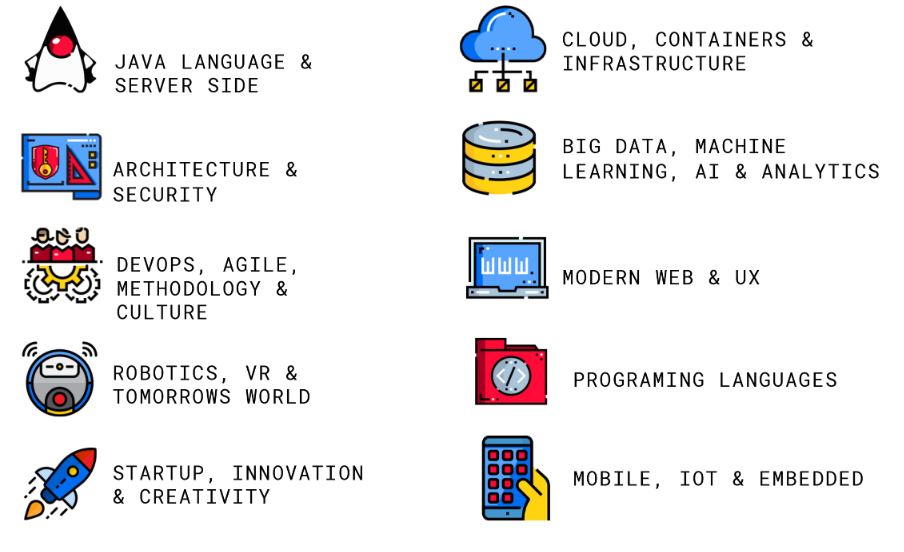 JAVA LANGUAGE &
SERVER SIDE
ARCHITECTURE &
SECURITY
DEVOPS, AGILE,
METHODOLOGY &
CULTURE
ROBOTICS, VR &
TOMORROWS WORLD
STARTUP, INNOVATION
& CREATIVITY
CLOUD, CONTAINERS &
INFRASTRUCTURE
BIG DATA, MACHINE
LEARNING, AI & ANALYTICS
WWW
MODERN WEB & UX
</>
PROGRAMING LANGUAGES
MOBILE, IOT & EMBEDDED